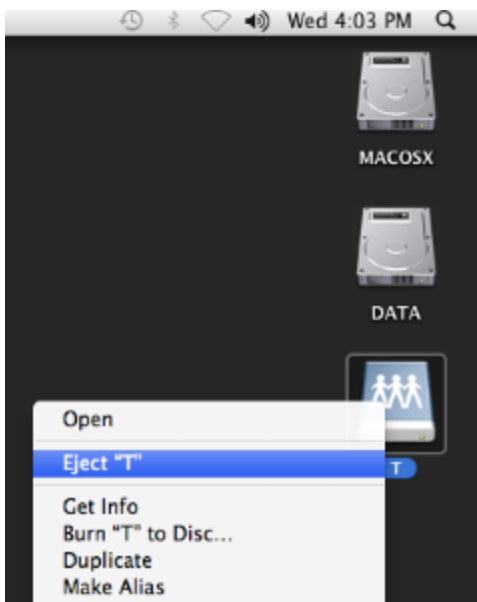 Wed 4:03 PM
MACOSX
DATA
T
Open
Eject "T"
Get Info
Burn "T" to Disc...
Duplicate
Make Alias